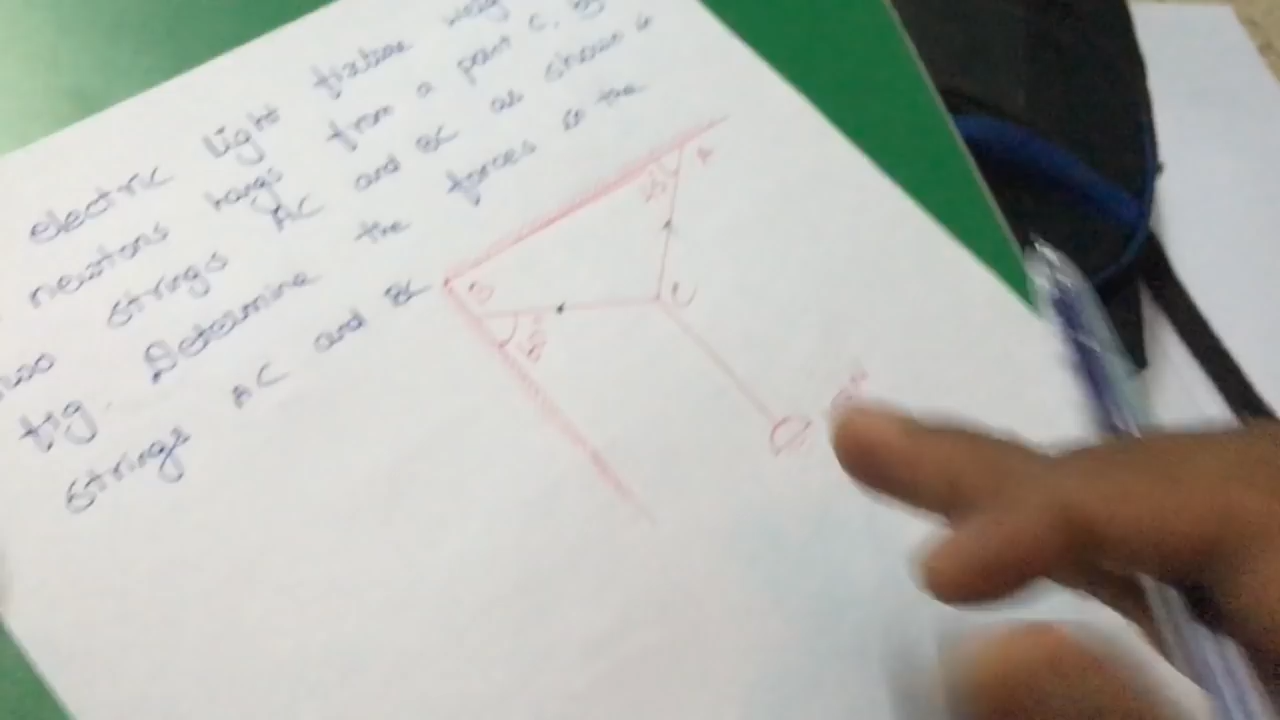 electric light fixture
newtons hangs from a point C, by
two strings AC and BC as shown in
fig. Determine the forces in the
strings AC and BC
A
B
C